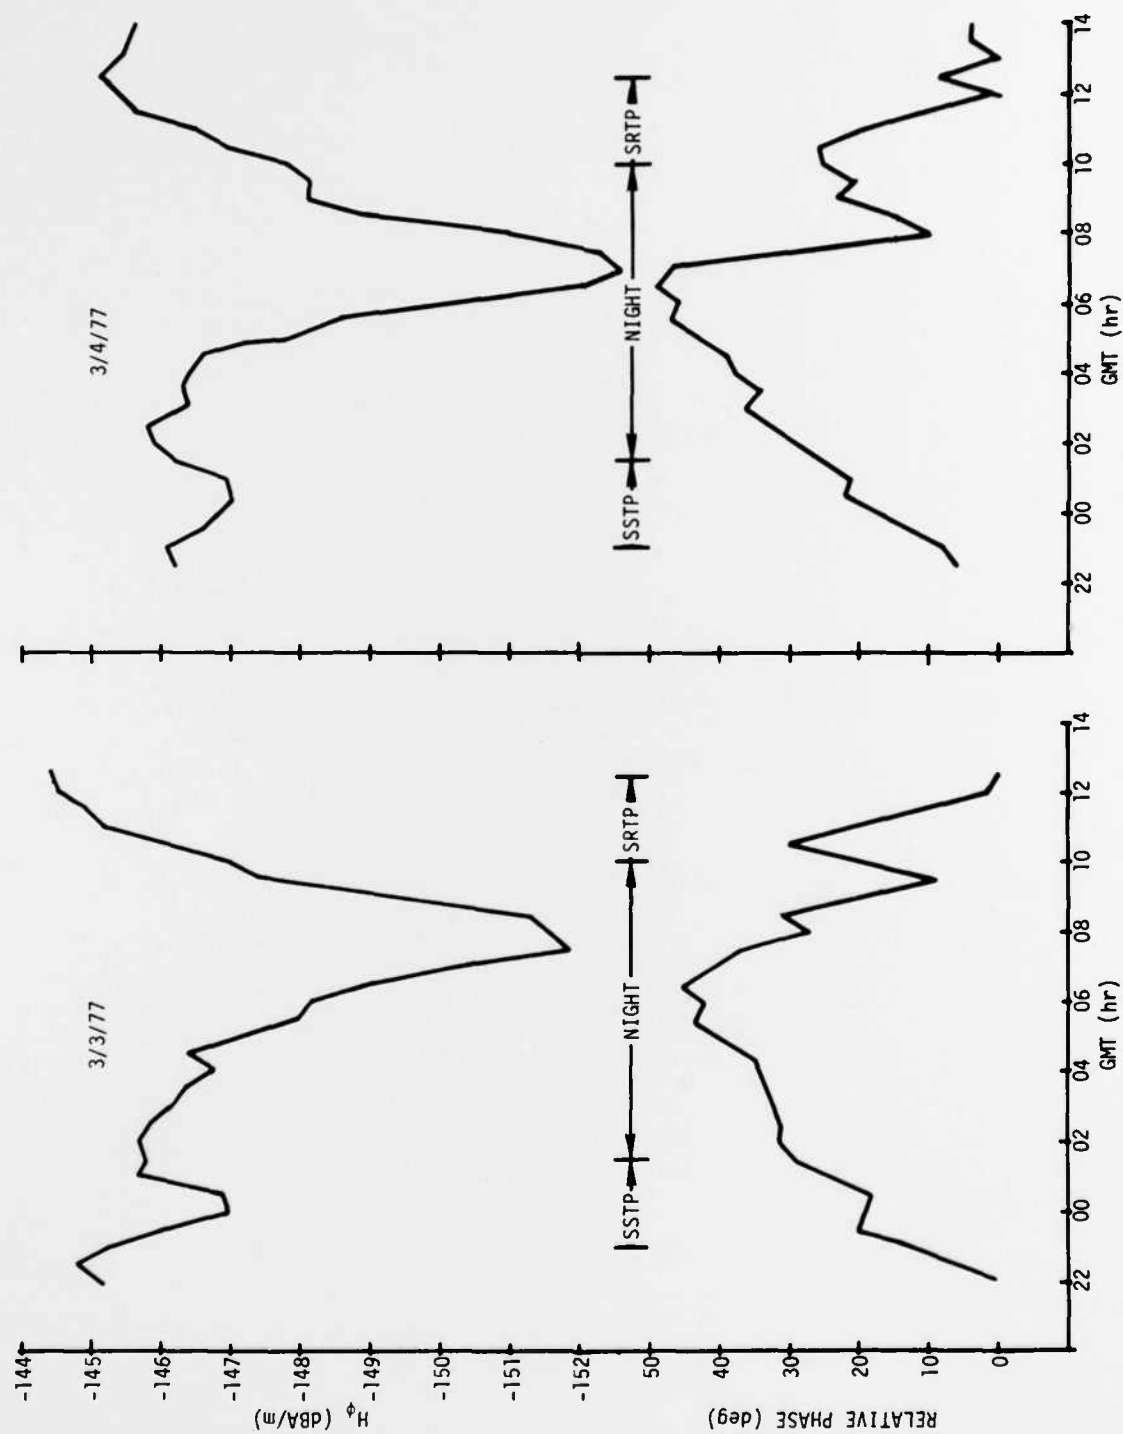 3/3/77
3/4/77
-144
-145
-146
-147
-148
-149
-150
-151
-152
H φ (dBA/m)
SSTP NIGHT SRTP
SSTP NIGHT SRTP
50
40
30
20
10
0
RELATIVE PHASE (deg)
22 00 02 04 06 08 10 12 14
GMT (hr)
22 00 02 04 06 08 10 12 14
GMT (hr)